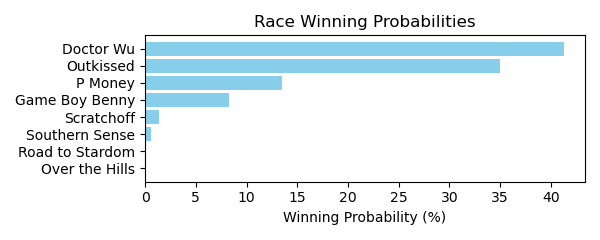 Race Winning Probabilities
Doctor Wu
Outkissed
P Money
Game Boy Benny
Scratchoff
Southern Sense
Road to Stardom
Over the Hills
0 5 10 15 20 25 30 35 40
Winning Probability (%)